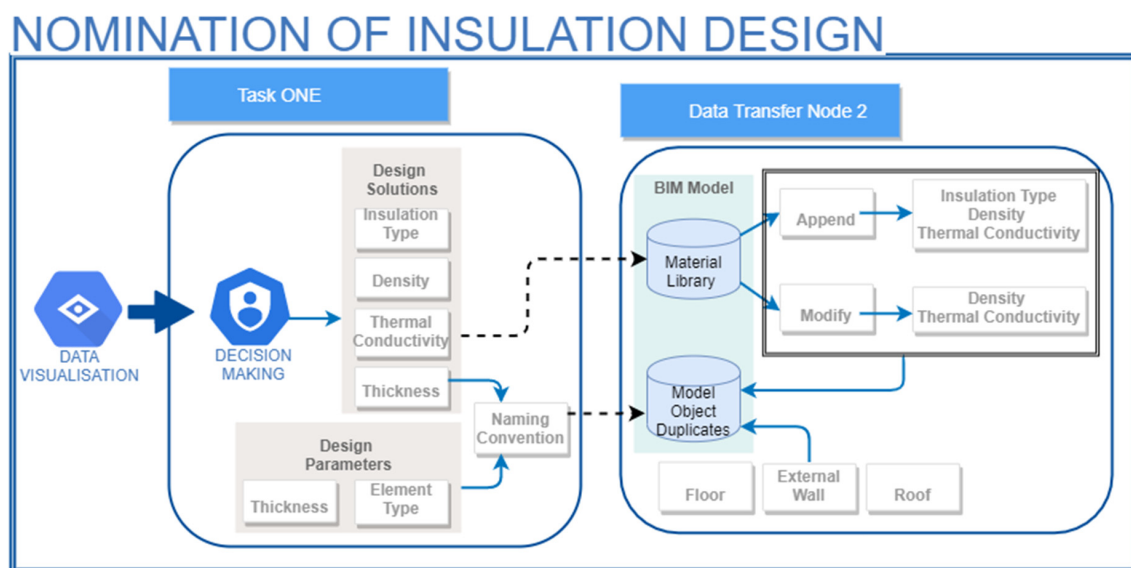 NOMINATION OF INSULATION DESIGN
Task ONE
Data Transfer Node 2
DATA
VISUALISATION
DECISION
MAKING
Design
Solutions
Insulation
Type
Density
Thermal
Conductivity
Thickness
Naming
Convention
Design
Parameters
Thickness
Element
Type
BIM Model
Material
Library
Model
Object
Duplicates
Append
Insulation Type
Density
Thermal Conductivity
Modify
Density
Thermal Conductivity
Floor
External
Wall
Roof